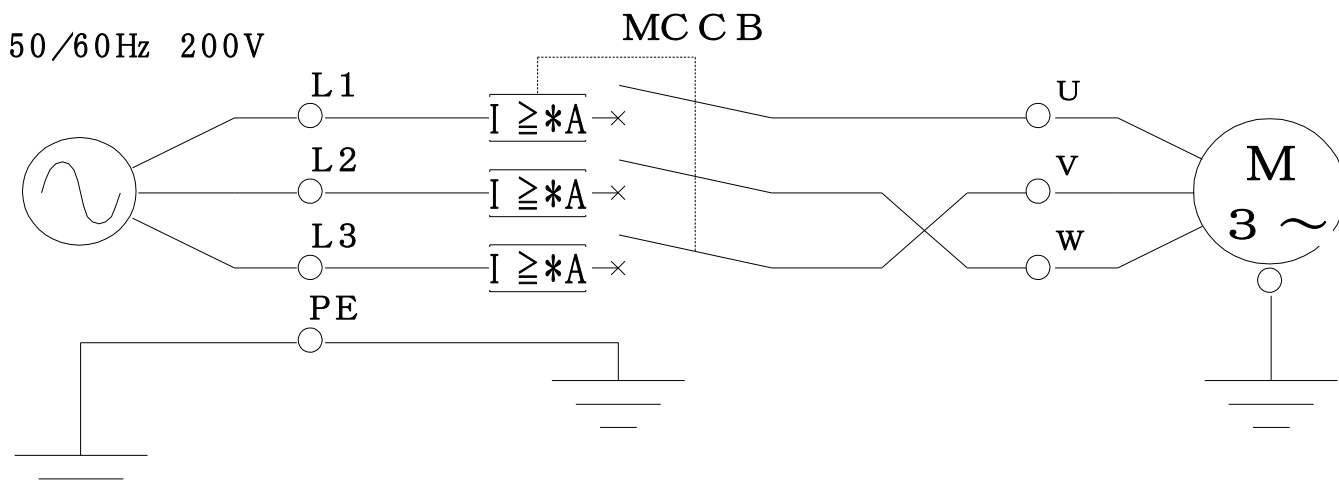 MCCB
50/60Hz 200V
L1
I ≧*A
U
L2
I ≧*A
V
M
3 ~
L3
I ≧*A
W
PE